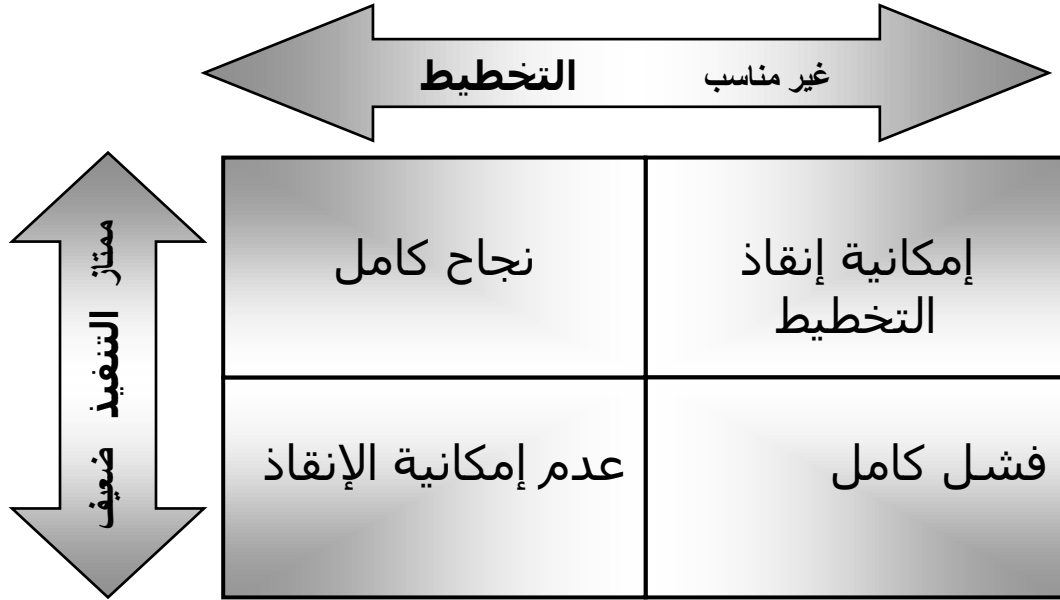 غير مناسب التخطيط
ممتاز التنفيذ ضعيف
إمكانية إنقاذ
التخطيط
نجاح كامل
فشل كامل
عدم إمكانية الإنقاذ